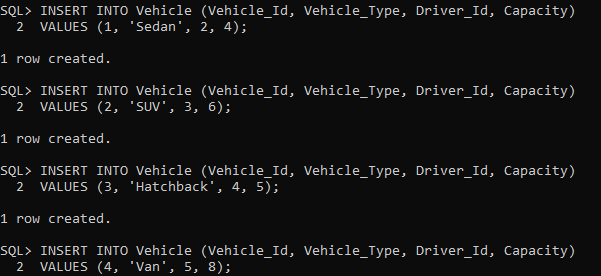 SQL> INSERT INTO Vehicle (Vehicle_Id, Vehicle_Type, Driver_Id, Capacity)
  2  VALUES (1, 'Sedan', 2, 4);
1 row created.
SQL> INSERT INTO Vehicle (Vehicle_Id, Vehicle_Type, Driver_Id, Capacity)
  2  VALUES (2, 'SUV', 3, 6);
1 row created.
SQL> INSERT INTO Vehicle (Vehicle_Id, Vehicle_Type, Driver_Id, Capacity)
  2  VALUES (3, 'Hatchback', 4, 5);
1 row created.
SQL> INSERT INTO Vehicle (Vehicle_Id, Vehicle_Type, Driver_Id, Capacity)
  2  VALUES (4, 'Van', 5, 8);